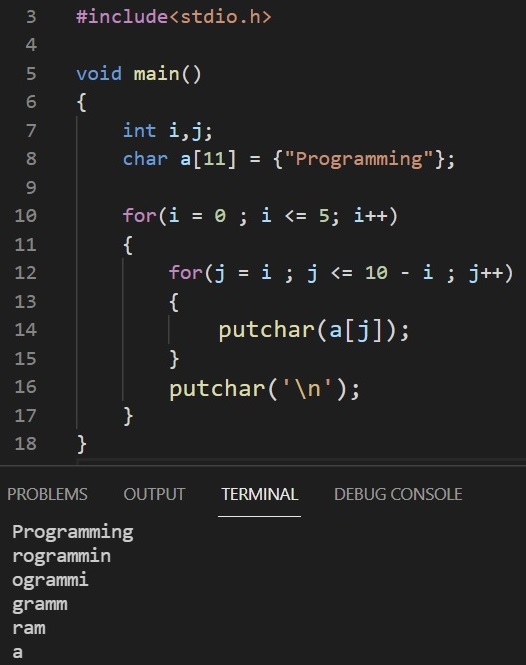 3 #include<stdio.h>
4
5 void main()
6 {
7     int i,j;
8     char a[11] = {"Programming"};
9
10     for(i = 0 ; i <= 5; i++)
11     {
12         for(j = i ; j <= 10 - i ; j++)
13         {
14             putchar(a[j]);
15         }
16         putchar('\n');
17     }
18 }
PROBLEMS OUTPUT TERMINAL DEBUG CONSOLE
Programming
rogrammin
ogrammi
gramm
ram
a